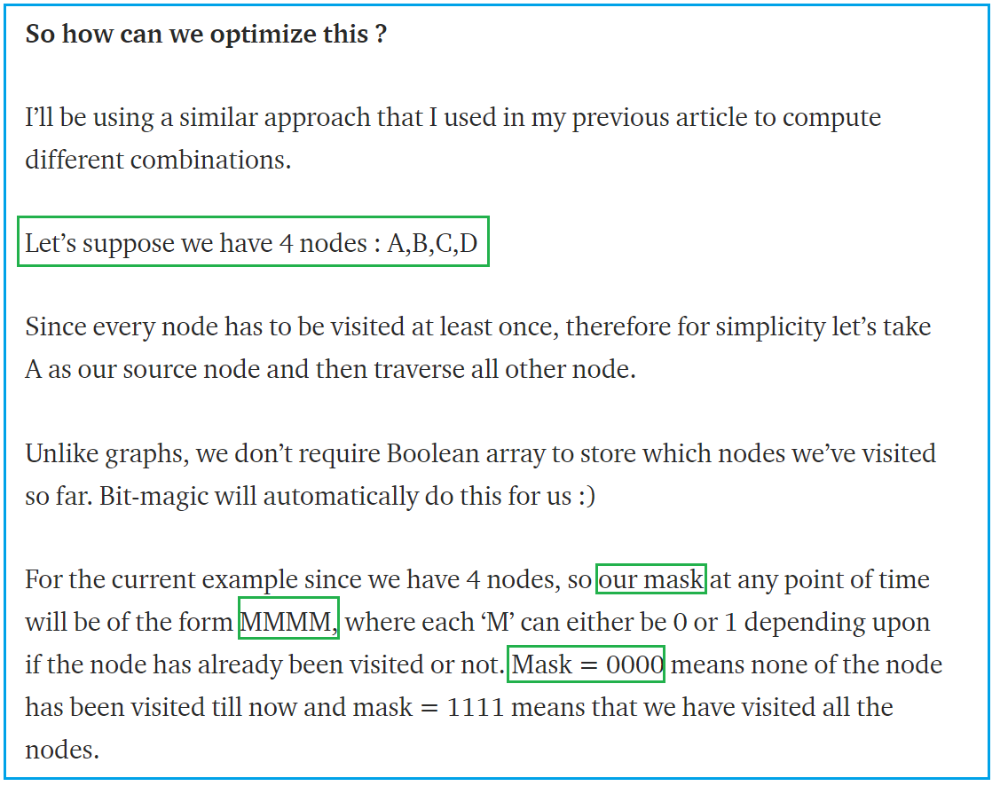 So how can we optimize this ?
I’ll be using a similar approach that I used in my previous article to compute
different combinations.
Let’s suppose we have 4 nodes : A,B,C,D
Since every node has to be visited at least once, therefore for simplicity let’s take
A as our source node and then traverse all other node.
Unlike graphs, we don’t require Boolean array to store which nodes we’ve visited
so far. Bit-magic will automatically do this for us :)
For the current example since we have 4 nodes, so our mask at any point of time
will be of the form MMMM, where each ‘M’ can either be 0 or 1 depending upon
if the node has already been visited or not. Mask = 0000 means none of the node
has been visited till now and mask = 1111 means that we have visited all the
nodes.